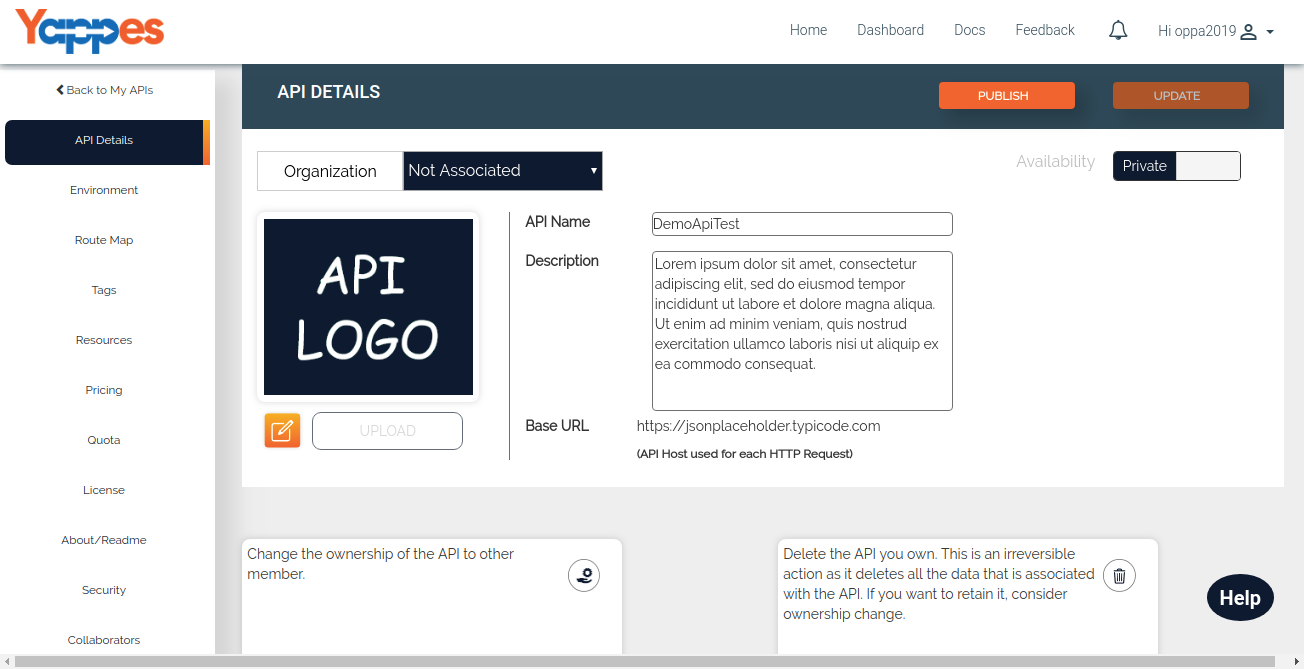 Yappes
Home
Dashboard
Docs
Feedback
Hi oppa2019
Back to My APIs
API Details
Environment
Route Map
Tags
Resources
Pricing
Quota
License
About/Readme
Security
Collaborators
API DETAILS
PUBLISH
UPDATE
Organization
Not Associated
Availability
Private
API
LOGO
UPLOAD
API Name
DemoApiTest
Description
Lorem ipsum dolor sit amet, consectetur
adipiscing elit, sed do eiusmod tempor
incididunt ut labore et dolore magna aliqua.
Ut enim ad minim veniam, quis nostrud
exercitation ullamco laboris nisi ut aliquip ex
ea commodo consequat.
Base URL
https://jsonplaceholder.typicode.com
(API Host used for each HTTP Request)
Change the ownership of the API to other
member.
Delete the API you own. This is an irreversible
action as it deletes all the data that is associated
with the API. If you want to retain it, consider
ownership change.
Help